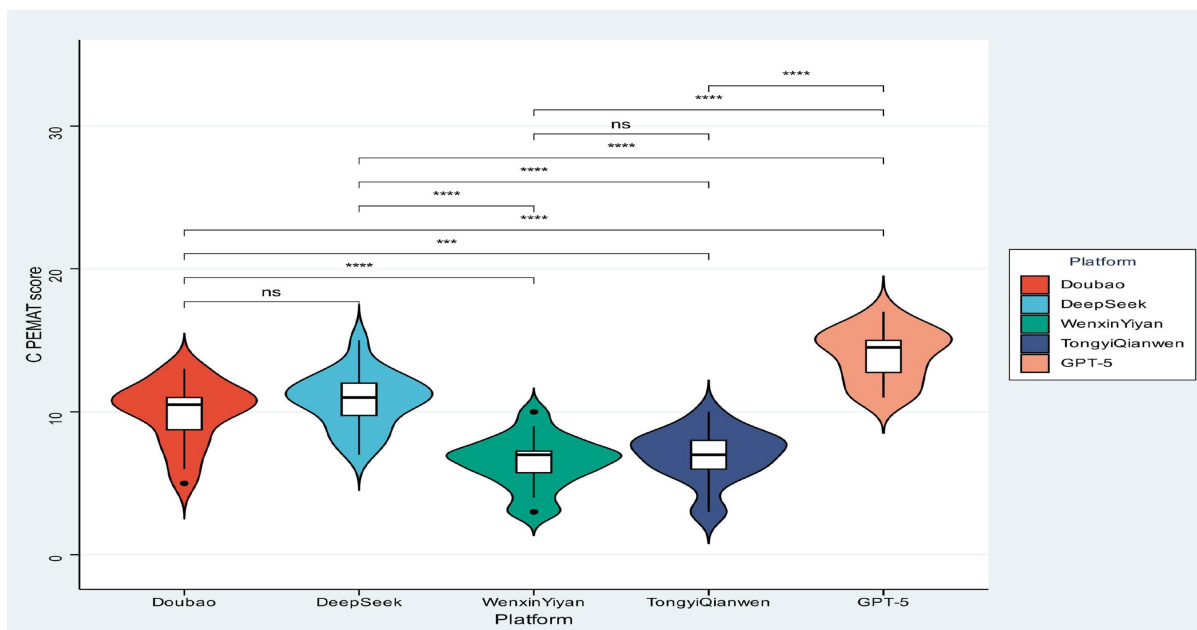 ****
****
ns
****
****
****
****
***
****
ns
30
20
10
0
C PEMAT score
Doubao
DeepSeek
WenxinYiyan
TongyiQianwen
GPT-5
Platform
Platform
Doubao
DeepSeek
WenxinYiyan
TongyiQianwen
GPT-5